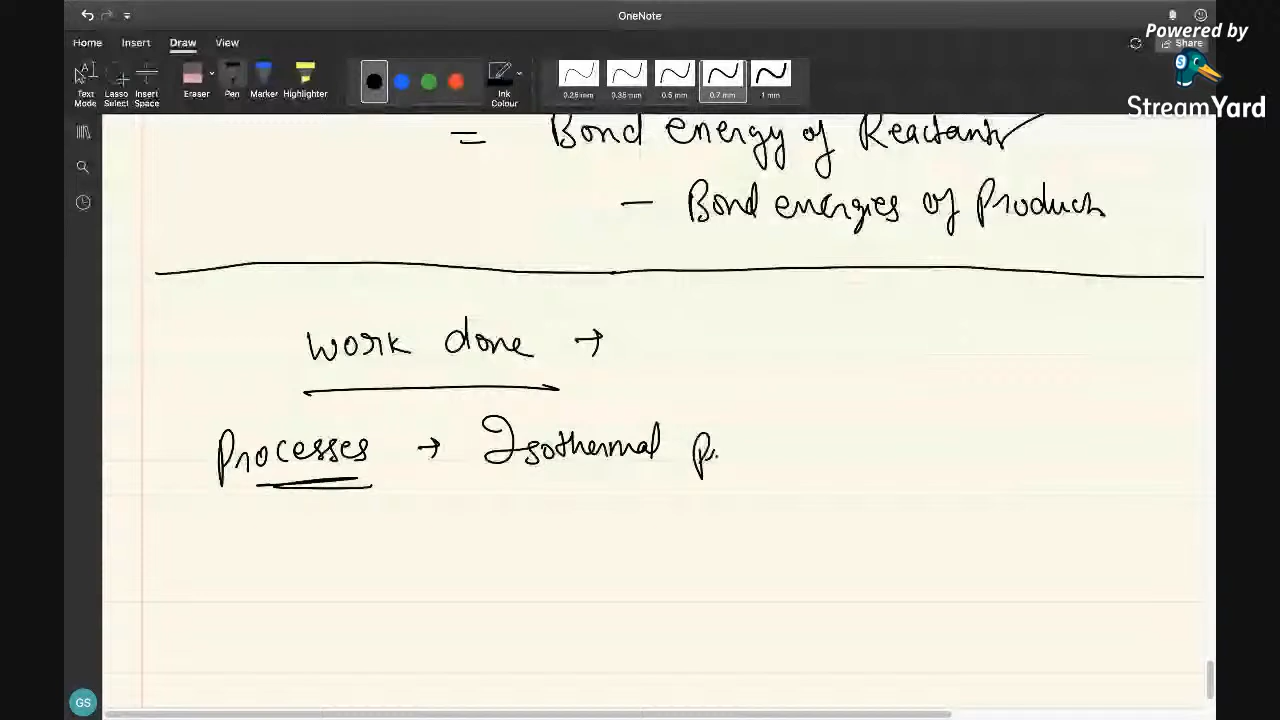 OneNote
Powered by
Home Insert Draw View
Share
Text Mode
Lasso Select
Insert Space
Eraser
Pen
Marker
Highlighter
Ink Colour
0.25 mm
0.35 mm
0.5 mm
0.7 mm
1 mm
StreamYard
= Bond energy of Reactants
- Bond energies of Products
work done →
Processes → Isothermal p
GS